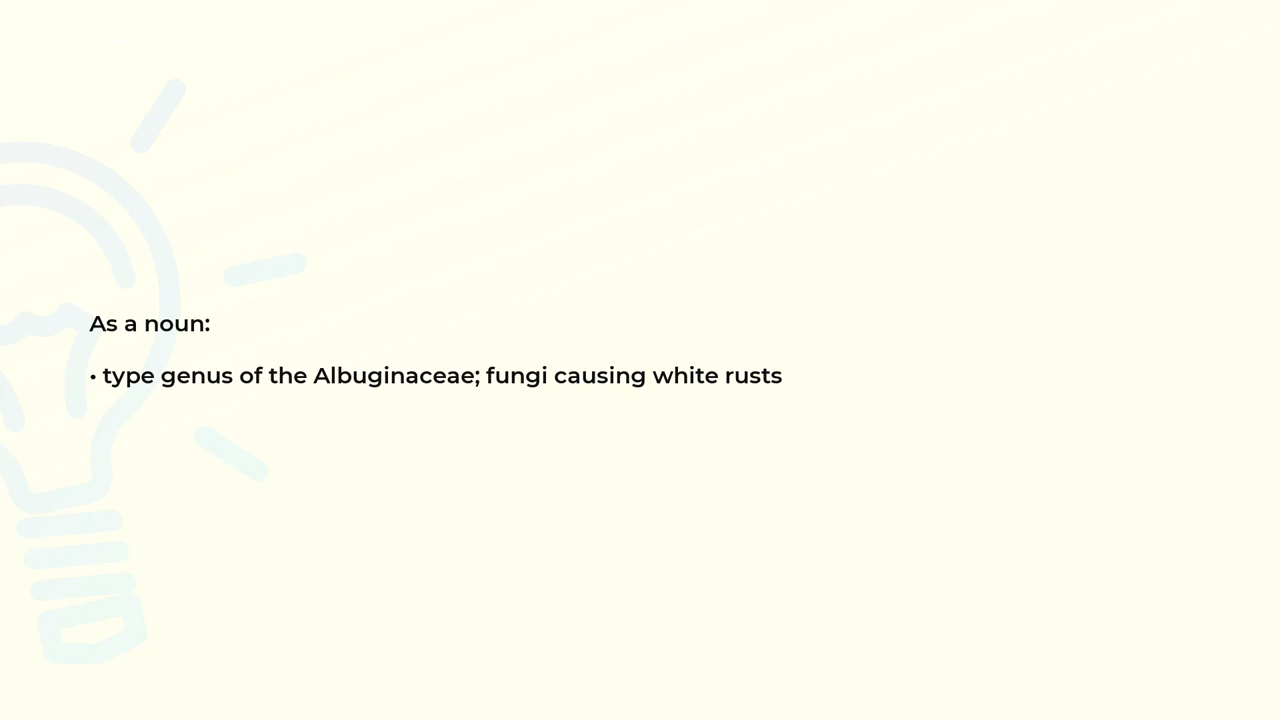 As a noun:
• type genus of the Albuginaceae; fungi causing white rusts